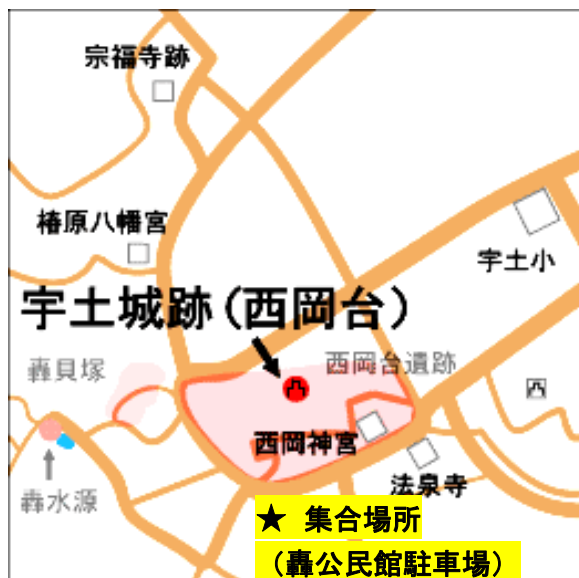 宗福寺跡
椿原八幡宮
宇土小
宇土城跡（西岡台）
轟貝塚
西岡台遺跡
西岡神宮
法泉寺
轟水源
★ 集合場所
（轟公民館駐車場）